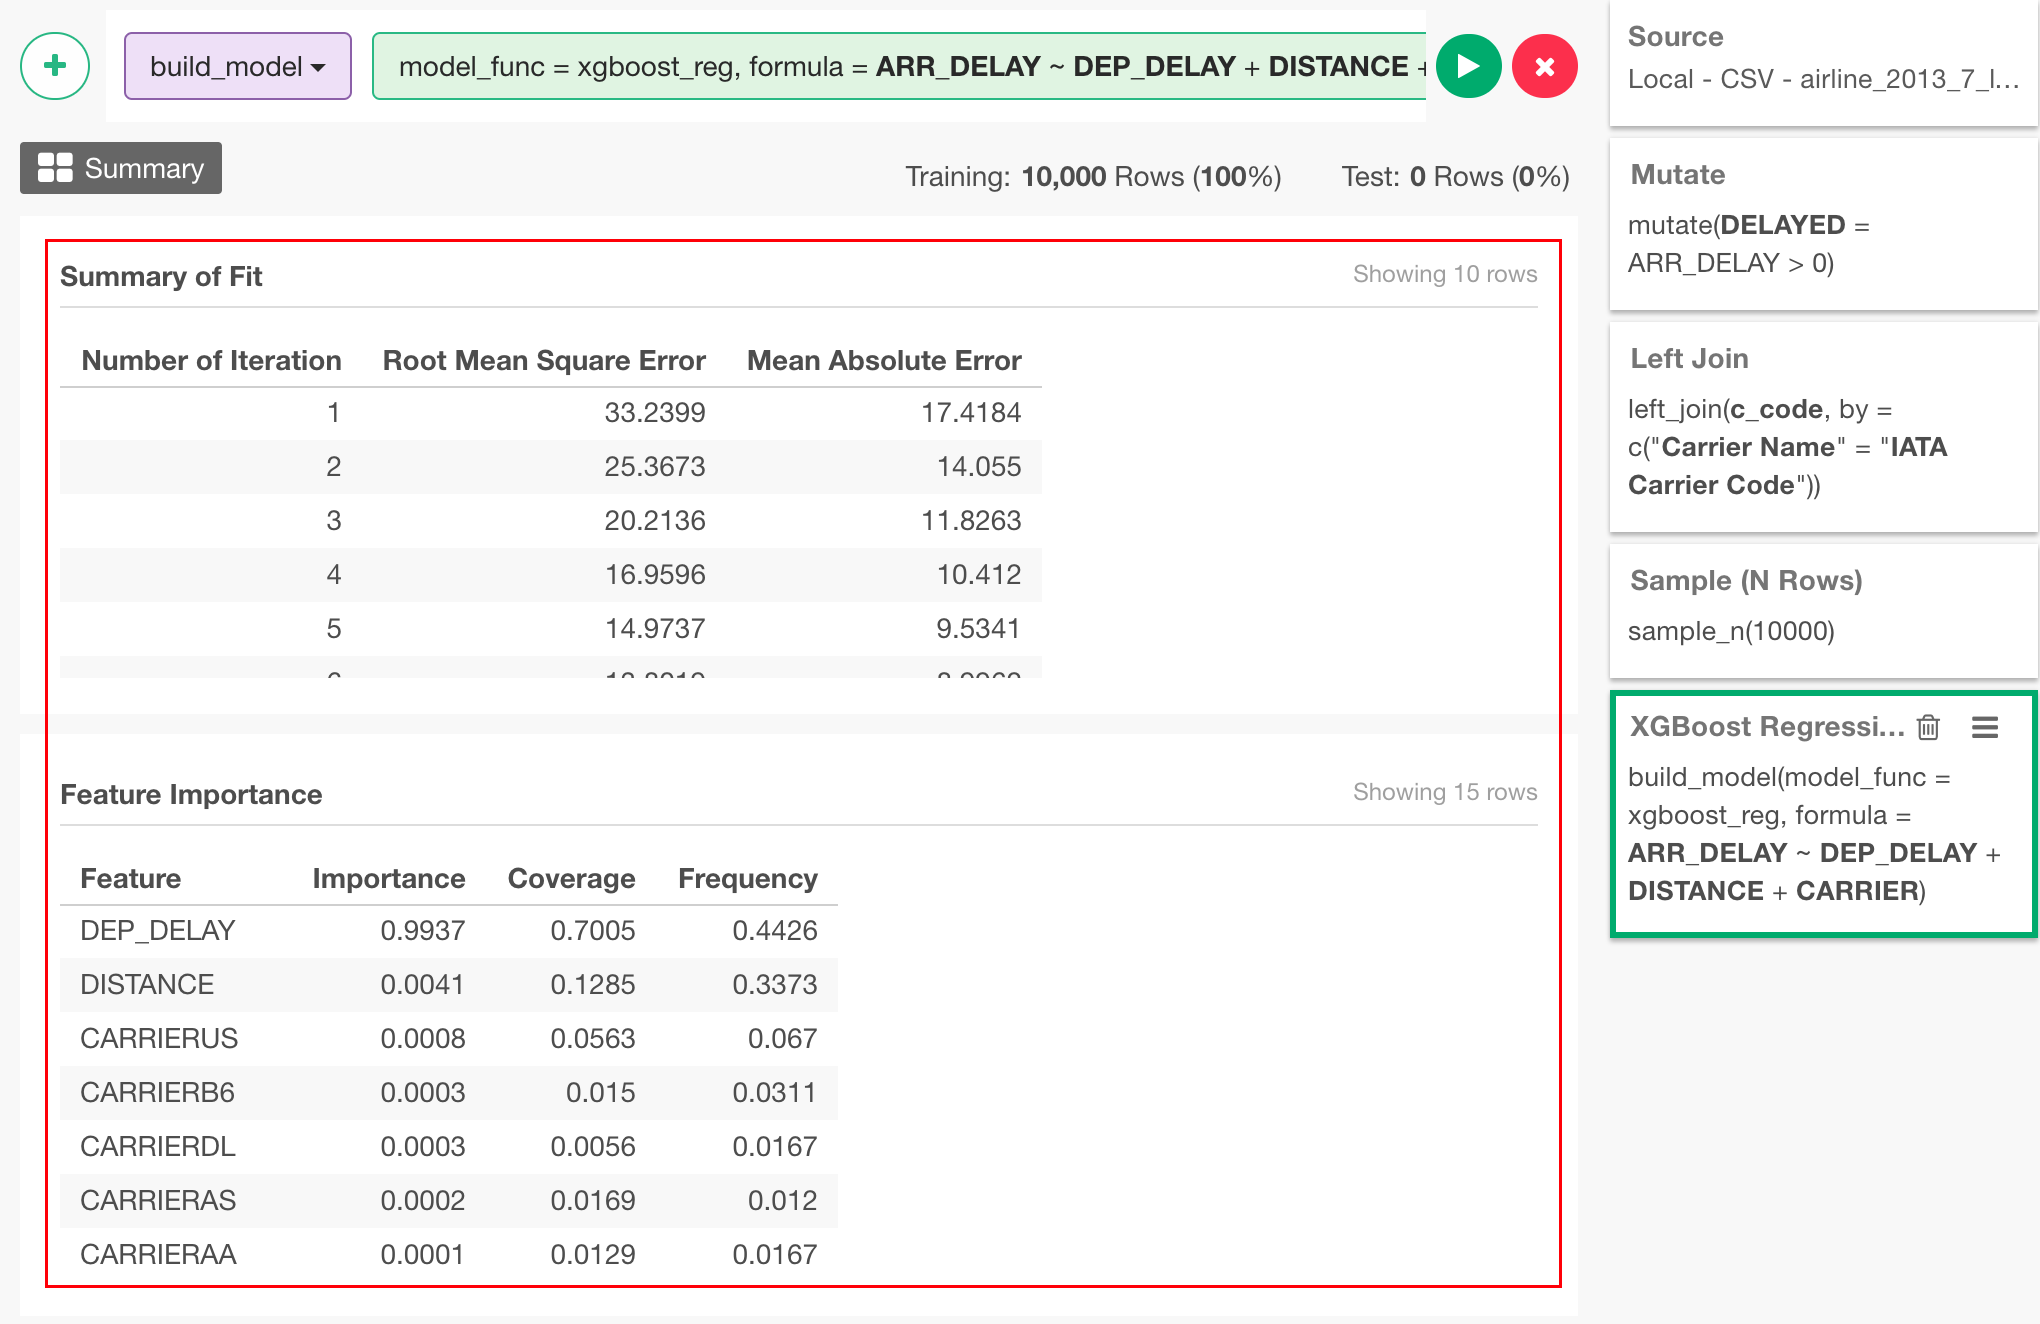 build_model
model_func = xgboost_reg, formula = ARR_DELAY ~ DEP_DELAY + DISTANCE +
Summary
Training: 10,000 Rows (100%) Test: 0 Rows (0%)
Summary of Fit
Showing 10 rows
Number of Iteration Root Mean Square Error Mean Absolute Error
1 33.2399 17.4184
2 25.3673 14.055
3 20.2136 11.8263
4 16.9596 10.412
5 14.9737 9.5341
Feature Importance
Showing 15 rows
Feature Importance Coverage Frequency
DEP_DELAY 0.9937 0.7005 0.4426
DISTANCE 0.0041 0.1285 0.3373
CARRIERUS 0.0008 0.0563 0.067
CARRIERB6 0.0003 0.015 0.0311
CARRIERDL 0.0003 0.0056 0.0167
CARRIERAS 0.0002 0.0169 0.012
CARRIERAA 0.0001 0.0129 0.0167
Source
Local - CSV - airline_2013_7_l...
Mutate
mutate(DELAYED =
ARR_DELAY > 0)
Left Join
left_join(c_code, by =
c("Carrier Name" = "IATA
Carrier Code"))
Sample (N Rows)
sample_n(10000)
XGBoost Regressi...
build_model(model_func =
xgboost_reg, formula =
ARR_DELAY ~ DEP_DELAY +
DISTANCE + CARRIER)